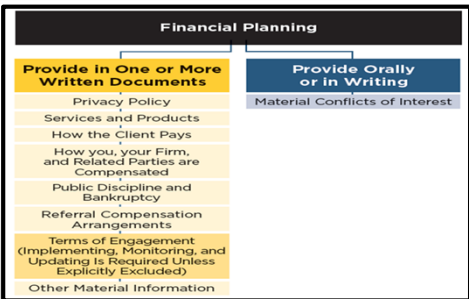 Financial Planning
Provide in One or More
Written Documents
Privacy Policy
Services and Products
How the Client Pays
How you, your Firm,
and Related Parties are
Compensated
Public Discipline and
Bankruptcy
Referral Compensation
Arrangements
Terms of Engagement
(Implementing, Monitoring, and
Updating Is Required Unless
Explicitly Excluded)
Other Material Information
Provide Orally
or in Writing
Material Conflicts of Interest